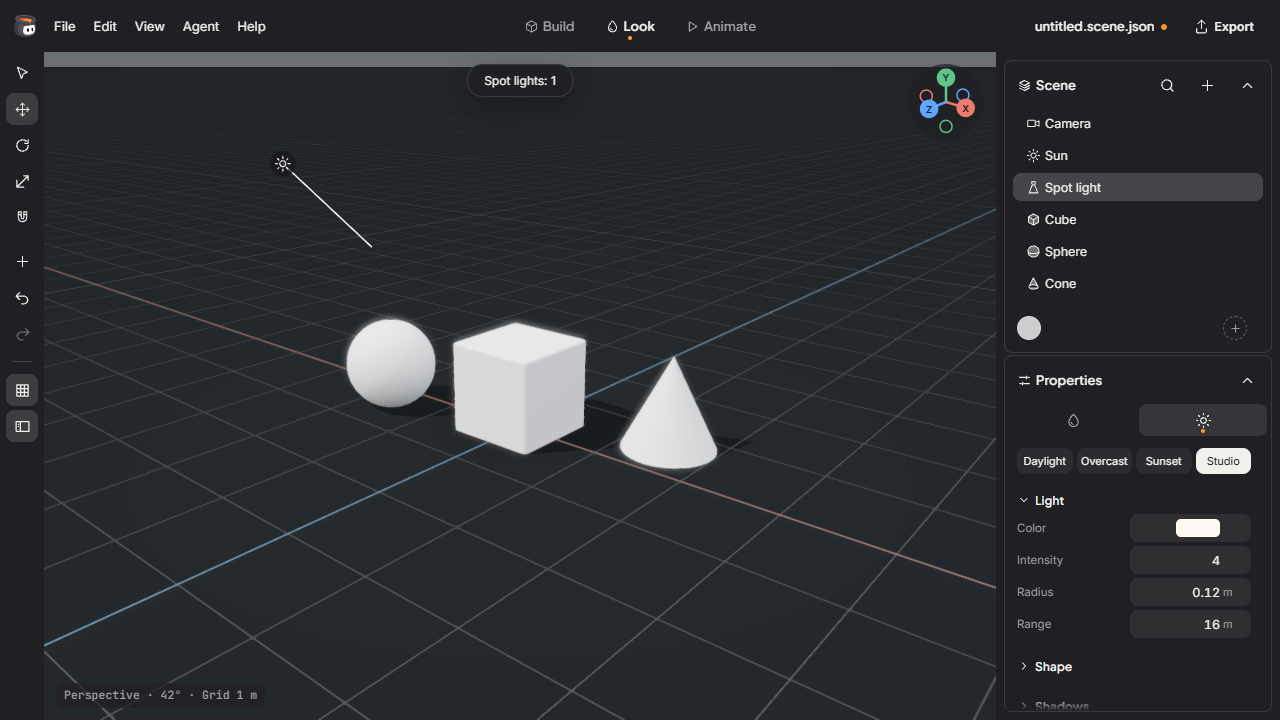 File Edit View Agent Help
Build Look Animate
untitled.scene.json Export
Spot lights: 1
Y
Z X
Scene
Camera
Sun
Spot light
Cube
Sphere
Cone
Properties
Daylight Overcast Sunset Studio
Light
Color
Intensity 4
Radius 0.12 m
Range 16 m
Shape
Shadows
Perspective · 42° · Grid 1 m